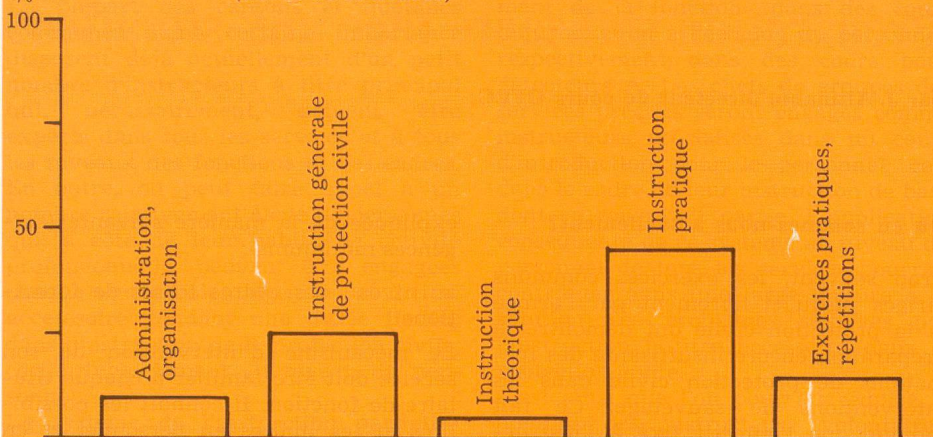 100
50
Administration,
organisation
Instruction générale
de protection civile
Instruction
théorique
Instruction
pratique
Exercices pratiques,
répétitions